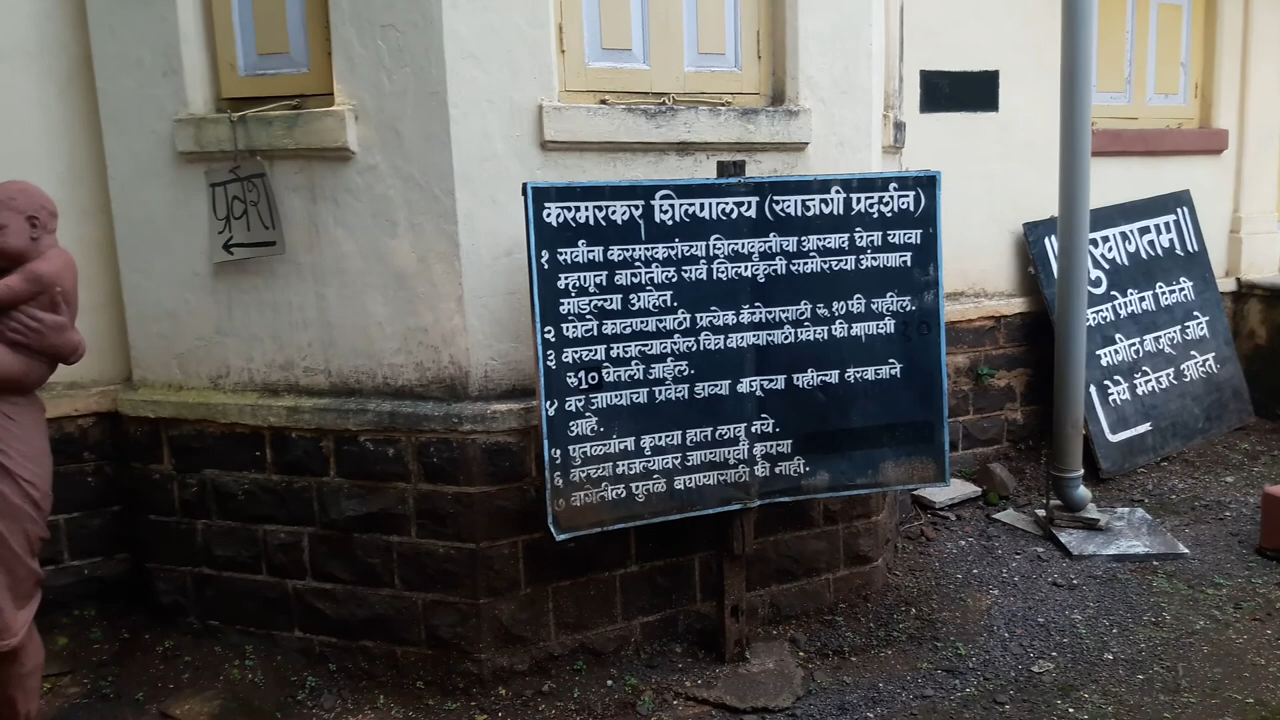 प्रवेश
करमरकर शिल्पालय (खाजगी प्रदर्शन)
१ सर्वांना करमरकरांच्या शिल्पकृतीचा आस्वाद घेता यावा
म्हणून बागेतील सर्व शिल्पकृती समोरच्या अंगणात
मांडल्या आहेत.
२ फोटो काढण्यासाठी प्रत्येक कॅमेरासाठी रु. १० फी राहील.
३ वरच्या मजल्यावरील चित्र बघण्यासाठी प्रवेश फी माणशी
रु10 घेतली जाईल.
४ वर जाण्याचा प्रवेश डाव्या बाजूच्या पहील्या दरवाजाने
आहे.
५ पुतळ्यांना कृपया हात लावू नये.
६ वरच्या मजल्यावर जाण्यापूर्वी कृपया
७ बागेतील पुतळे बघण्यासाठी फी नाही.
॥सुस्वागतम्॥
कला प्रेमींना विनंती
मागील बाजूला जावे
तेथे मॅनेजर आहेत.